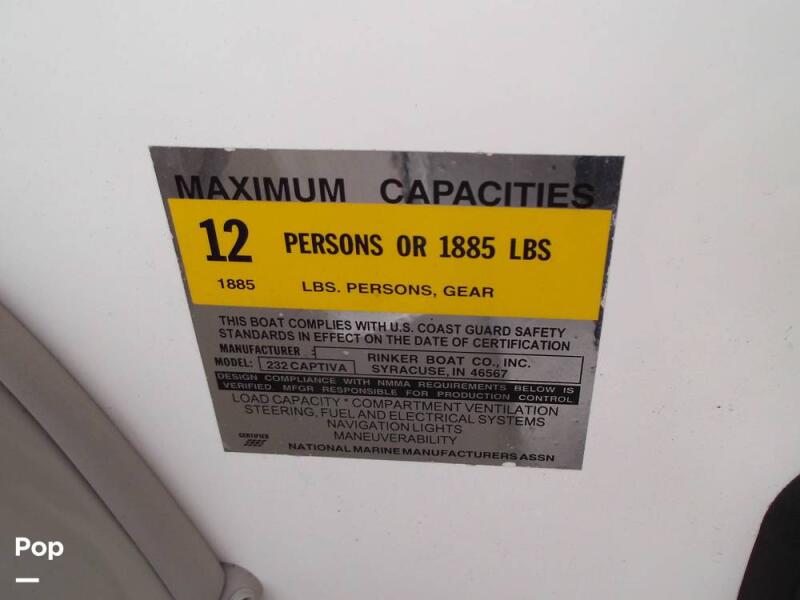 MAXIMUM CAPACITIES
12 PERSONS OR 1885 LBS
1885 LBS. PERSONS, GEAR
THIS BOAT COMPLIES WITH U.S. COAST GUARD SAFETY
STANDARDS IN EFFECT ON THE DATE OF CERTIFICATION
MANUFACTURER : RINKER BOAT CO., INC.
MODEL: 232 CAPTIVA SYRACUSE, IN 46567
DESIGN COMPLIANCE WITH NMMA REQUIREMENTS BELOW IS
VERIFIED. MFGR RESPONSIBLE FOR PRODUCTION CONTROL
LOAD CAPACITY * COMPARTMENT VENTILATION
STEERING, FUEL AND ELECTRICAL SYSTEMS
NAVIGATION LIGHTS
MANEUVERABILITY
CERTIFIED
NATIONAL MARINE MANUFACTURERS ASSN
Pop